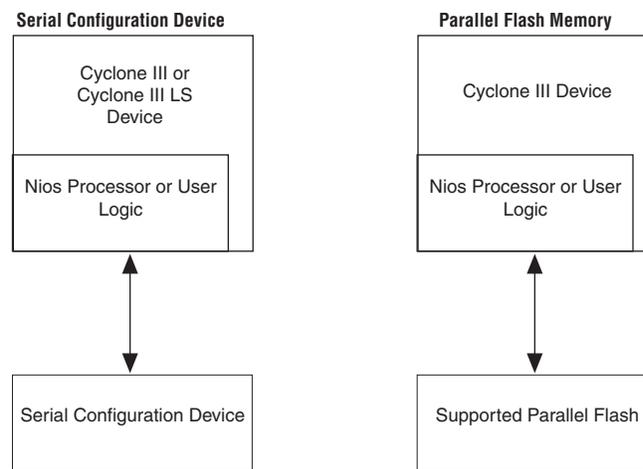 Serial Configuration Device
Cyclone III or
Cyclone III LS
Device
Nios Processor or User
Logic
Serial Configuration Device
Parallel Flash Memory
Cyclone III Device
Nios Processor or User
Logic
Supported Parallel Flash